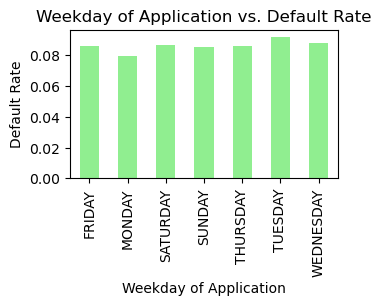 Weekday of Application vs. Default Rate
Default Rate
0.08
0.06
0.04
0.02
0.00
FRIDAY
MONDAY
SATURDAY
SUNDAY
THURSDAY
TUESDAY
WEDNESDAY
Weekday of Application